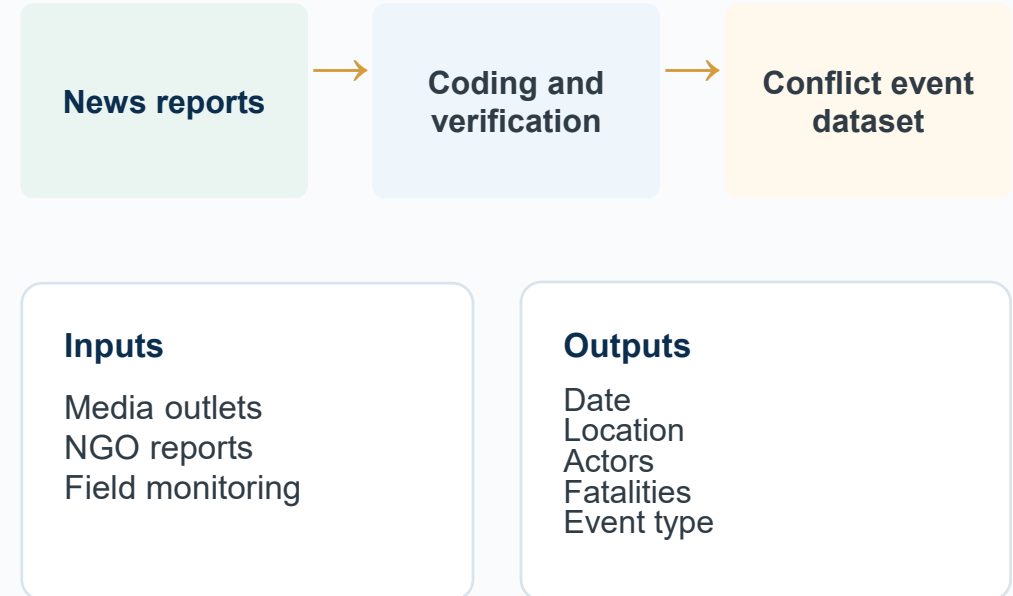 News reports
Coding and
verification
Conflict event
dataset
Inputs
Media outlets
NGO reports
Field monitoring
Outputs
Date
Location
Actors
Fatalities
Event type